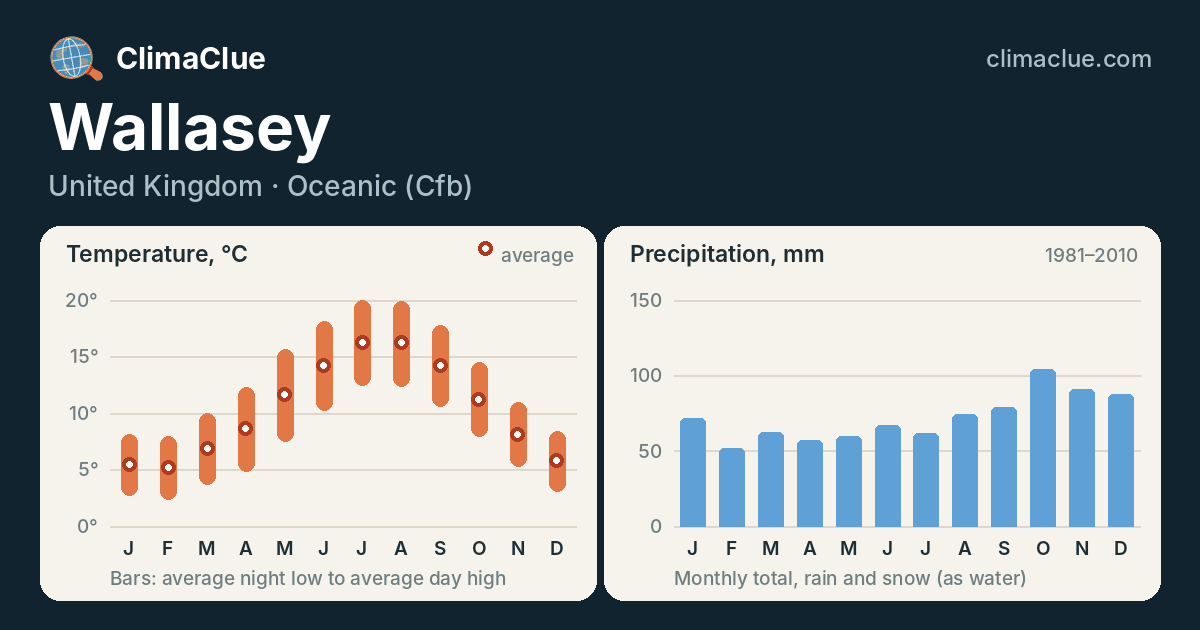 ClimaClue
climaclue.com
Wallasey
United Kingdom · Oceanic (Cfb)
Temperature, °C
average
20°
15°
10°
5°
0°
J F M A M J J A S O N D
Bars: average night low to average day high
Precipitation, mm
1981–2010
150
100
50
0
J F M A M J J A S O N D
Monthly total, rain and snow (as water)